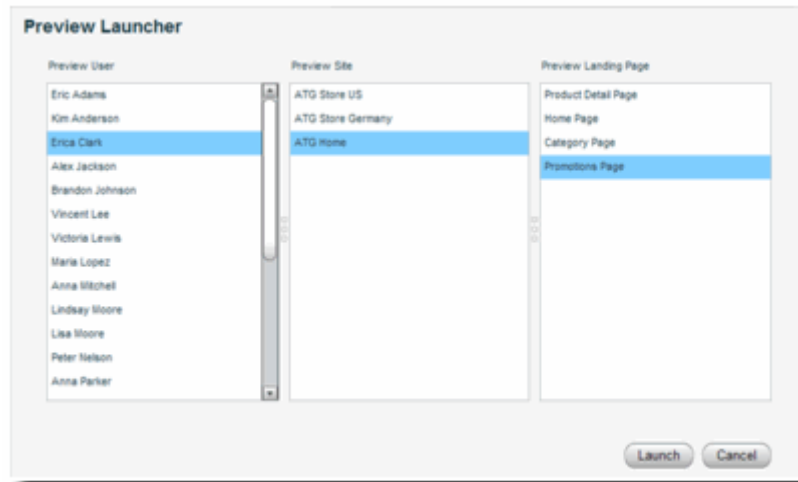 Preview Launcher
Preview User
Eric Adams
Kim Anderson
Erica Clark
Alex Jackson
Brandon Johnson
Vincent Lee
Victoria Lewis
Maria Lopez
Anna Mitchell
Lindsay Moore
Lisa Moore
Peter Nelson
Anna Parker
Preview Site
ATG Store US
ATG Store Germany
ATG Home
Preview Landing Page
Product Detail Page
Home Page
Category Page
Promotions Page
Launch
Cancel